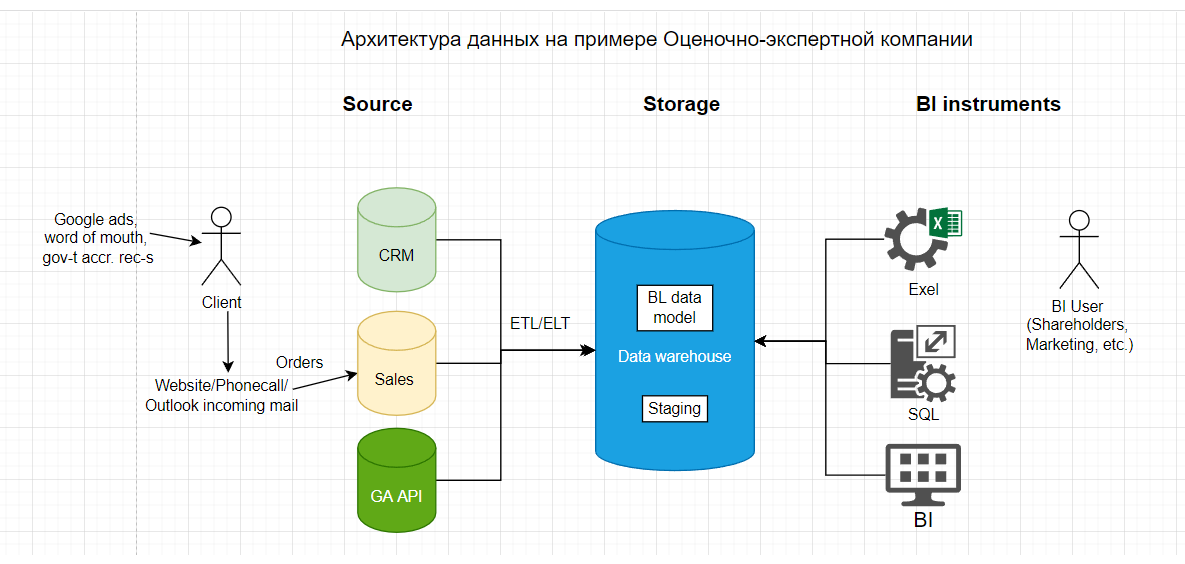 Архитектура данных на примере Оценочно-экспертной компании
Source
Storage
BI instruments
Google ads,
word of mouth,
gov-t accr. rec-s
Client
Website/Phonecall/
Outlook incoming mail
Orders
CRM
Sales
GA API
ETL/ELT
BL data
model
Data warehouse
Staging
X
Exel
SQL
BI
BI User
(Shareholders,
Marketing, etc.)